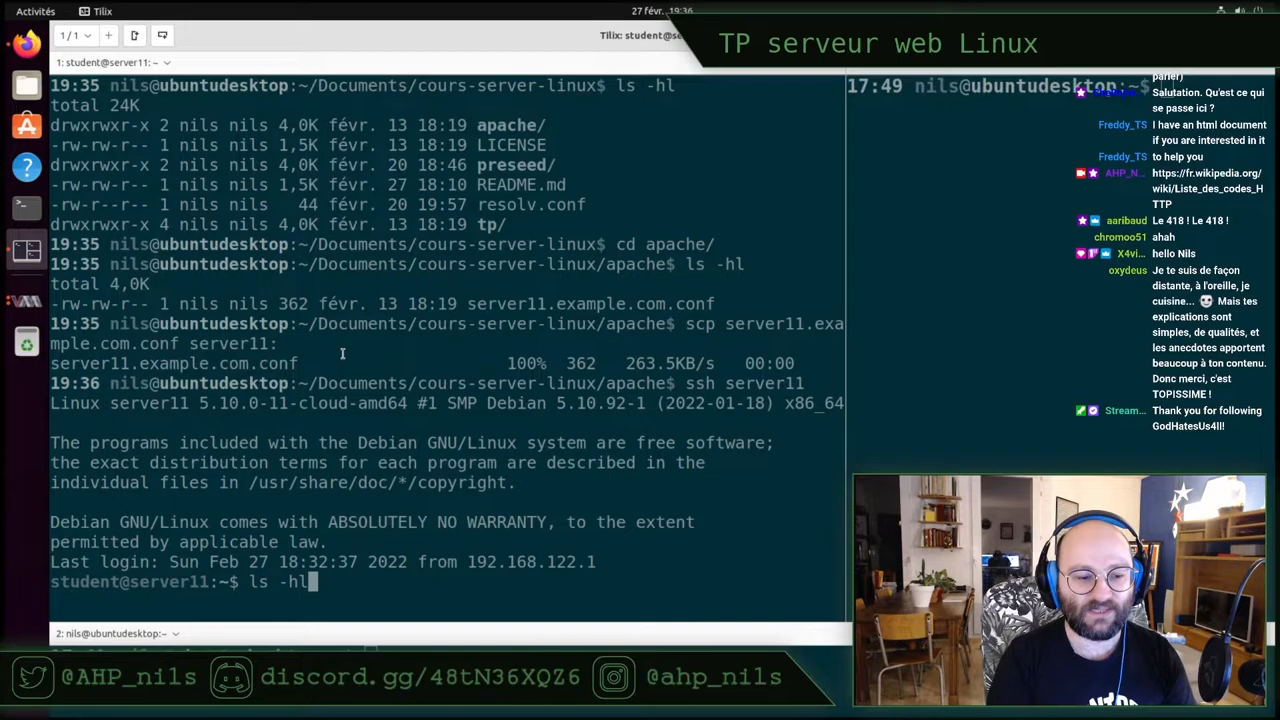 Activités
Tilix
27 févr. 19:36
TP serveur web Linux
1 / 1
Tilix: student@se
1: student@server11: ~
19:35 nils@ubuntudesktop:~/Documents/cours-server-linux$ ls -hl
total 24K
drwxrwxr-x 2 nils nils 4,0K févr. 13 18:19 apache/
-rw-rw-r-- 1 nils nils 1,5K févr. 13 18:19 LICENSE
drwxrwxr-x 2 nils nils 4,0K févr. 20 18:46 preseed/
-rw-rw-r-- 1 nils nils 1,5K févr. 27 18:10 README.md
-rw-rw-r-- 1 nils nils   44 févr. 20 19:57 resolv.conf
drwxrwxr-x 4 nils nils 4,0K févr. 13 18:19 tp/
19:35 nils@ubuntudesktop:~/Documents/cours-server-linux$ cd apache/
19:35 nils@ubuntudesktop:~/Documents/cours-server-linux/apache$ ls -hl
total 4,0K
-rw-rw-r-- 1 nils nils 362 févr. 13 18:19 server11.example.com.conf
19:35 nils@ubuntudesktop:~/Documents/cours-server-linux/apache$ scp server11.exa
mple.com.conf server11:
server11.example.com.conf 100% 362 263.5KB/s 00:00
19:36 nils@ubuntudesktop:~/Documents/cours-server-linux/apache$ ssh server11
Linux server11 5.10.0-11-cloud-amd64 #1 SMP Debian 5.10.92-1 (2022-01-18) x86_64
The programs included with the Debian GNU/Linux system are free software;
the exact distribution terms for each program are described in the
individual files in /usr/share/doc/*/copyright.
Debian GNU/Linux comes with ABSOLUTELY NO WARRANTY, to the extent
permitted by applicable law.
Last login: Sun Feb 27 18:32:37 2022 from 192.168.122.1
student@server11:~$ ls -hl
2: nils@ubuntudesktop:~
17:49 nils@ubuntudesktop:~$
parler)
Salutation. Qu'est ce qui
se passe ici ?
Freddy_TS I have an html document
if you are interested in it
Freddy_TS to help you
AHP_N... https://fr.wikipedia.org/
wiki/Liste_des_codes_H
TTP
aaribaud Le 418 ! Le 418 !
chromoo51 ahah
X4vi... hello Nils
oxydeus Je te suis de façon
distante, à l'oreille, je
cuisine... Mais tes
explications sont
simples, de qualités, et
les anecdotes apportent
beaucoup à ton contenu.
Donc merci, c'est
TOPISSIME !
Stream... Thank you for following
GodHatesUs4ll!
@AHP_nils
discord.gg/48tN36XQZ6
@ahp_nils